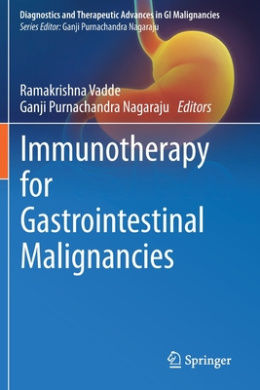 Diagnostics and Therapeutic Advances in GI Malignancies
Series Editor: Ganji Purnachandra Nagaraju
Ramakrishna Vadde
Ganji Purnachandra Nagaraju Editors
Immunotherapy
for
Gastrointestinal
Malignancies
Springer